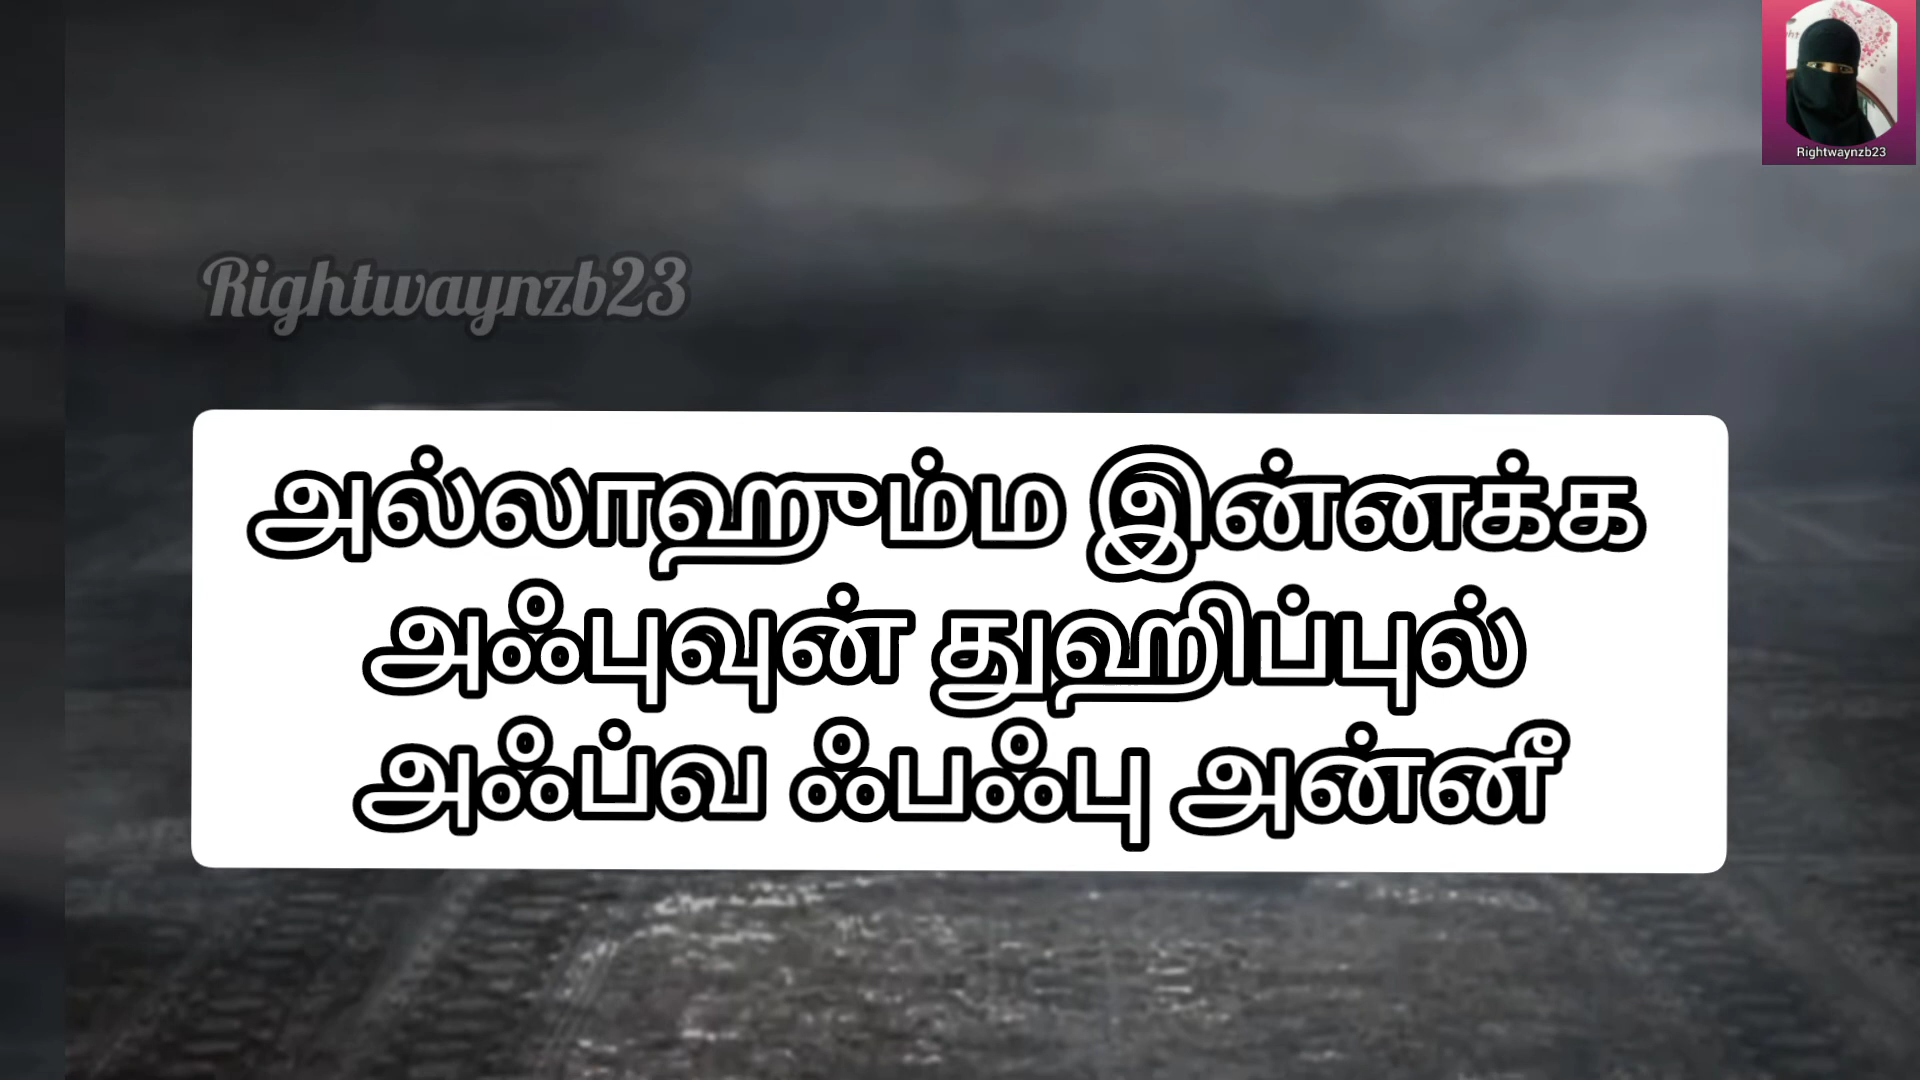 Rightwaynzb23
Rightwaynzb23
அல்லாஹும்ம இன்னக்க
அஃபுவுன் துஹிப்புல்
அஃப்வ ஃபஃபு அன்னீ